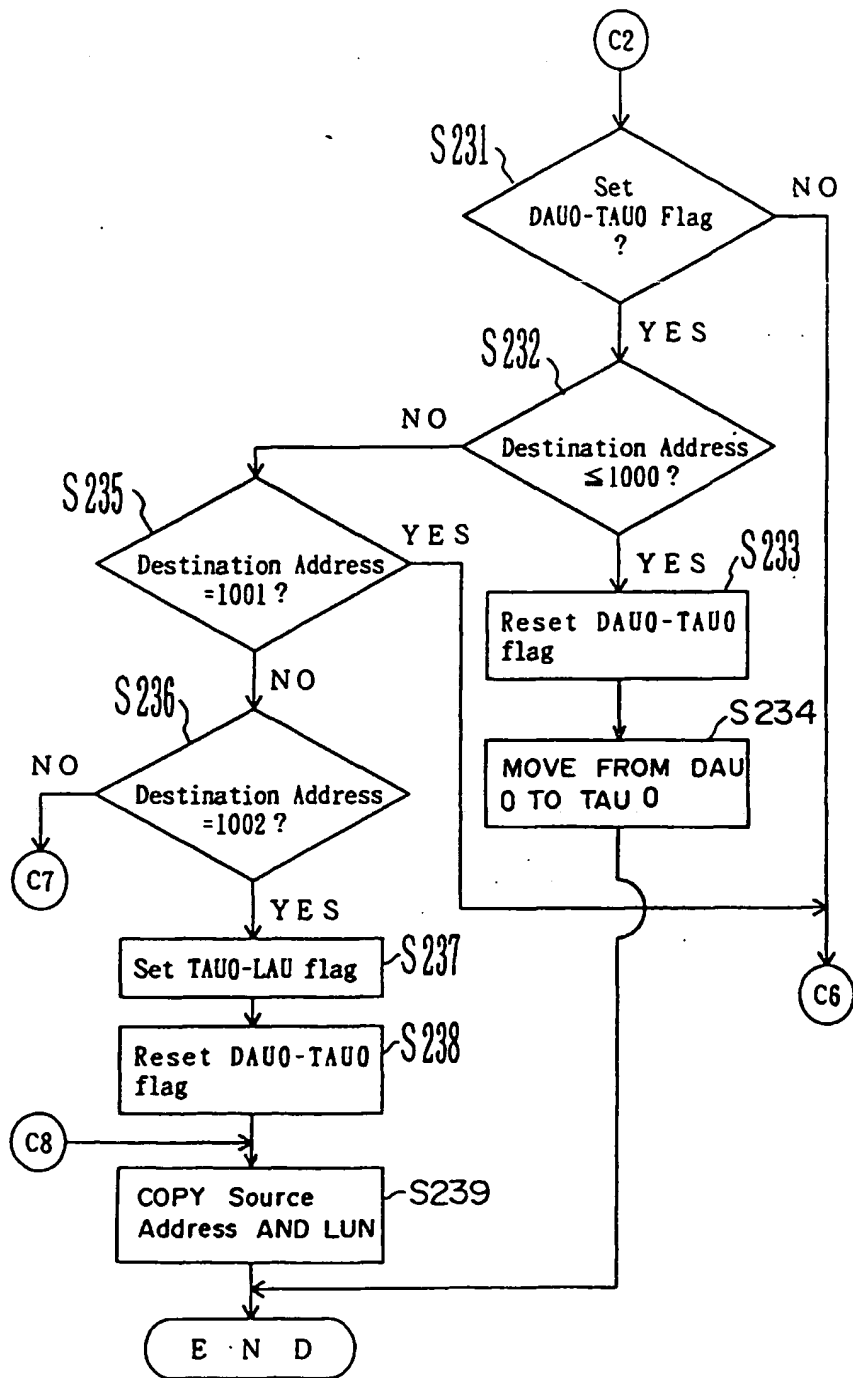 C2
S231
Set
DAU0-TAU0 Flag
?
NO
YES
S232
NO
Destination Address
≦1000?
YES
S233
Reset DAU0-TAU0
flag
S234
MOVE FROM DAU
0 TO TAU 0
S235
Destination Address
=1001?
YES
NO
S236
NO
Destination Address
=1002?
C7
YES
Set TAU0-LAU flag
S237
C6
Reset DAU0-TAU0
flag
S238
C8
COPY Source
Address AND LUN
S239
END